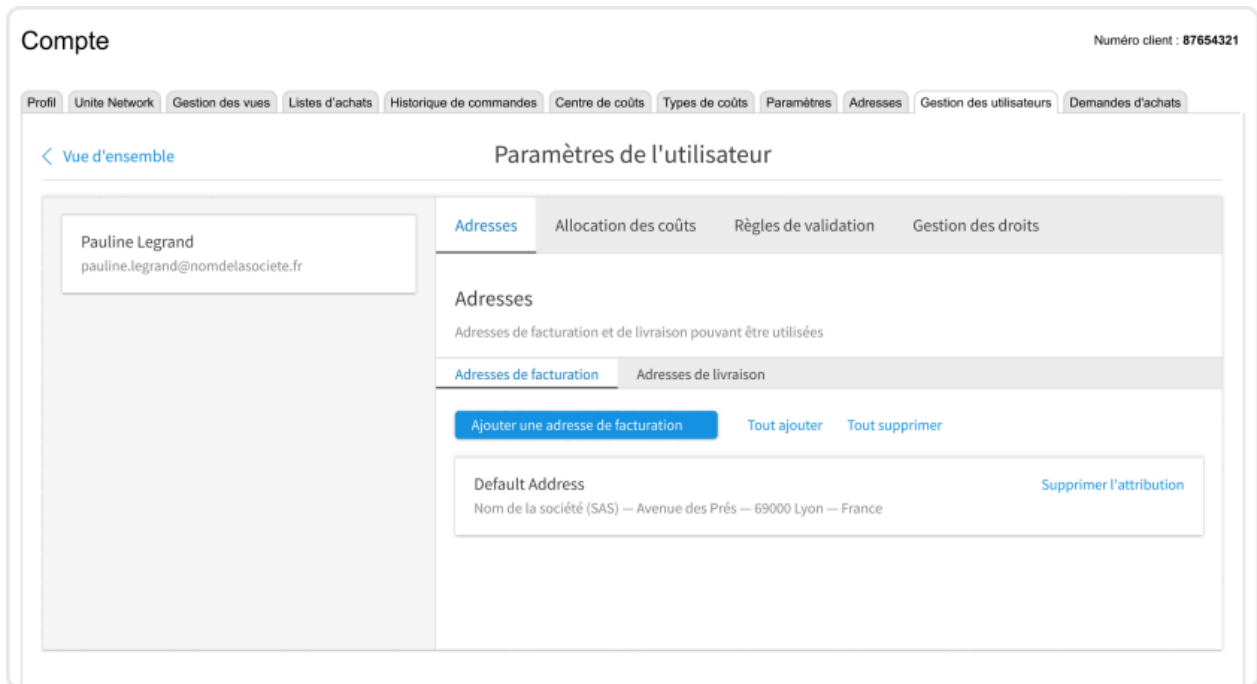 Compte
Numéro client : 87654321
Profil Unite Network Gestion des vues Listes d'achats Historique de commandes Centre de coûts Types de coûts Paramètres Adresses Gestion des utilisateurs Demandes d'achats
Vue d'ensemble
Paramètres de l'utilisateur
Pauline Legrand
pauline.legrand@nomdelasociete.fr
Adresses Allocation des coûts Règles de validation Gestion des droits
Adresses
Adresses de facturation et de livraison pouvant être utilisées
Adresses de facturation Adresses de livraison
Ajouter une adresse de facturation Tout ajouter Tout supprimer
Default Address
Supprimer l'attribution
Nom de la société (SAS) — Avenue des Prés — 69000 Lyon — France